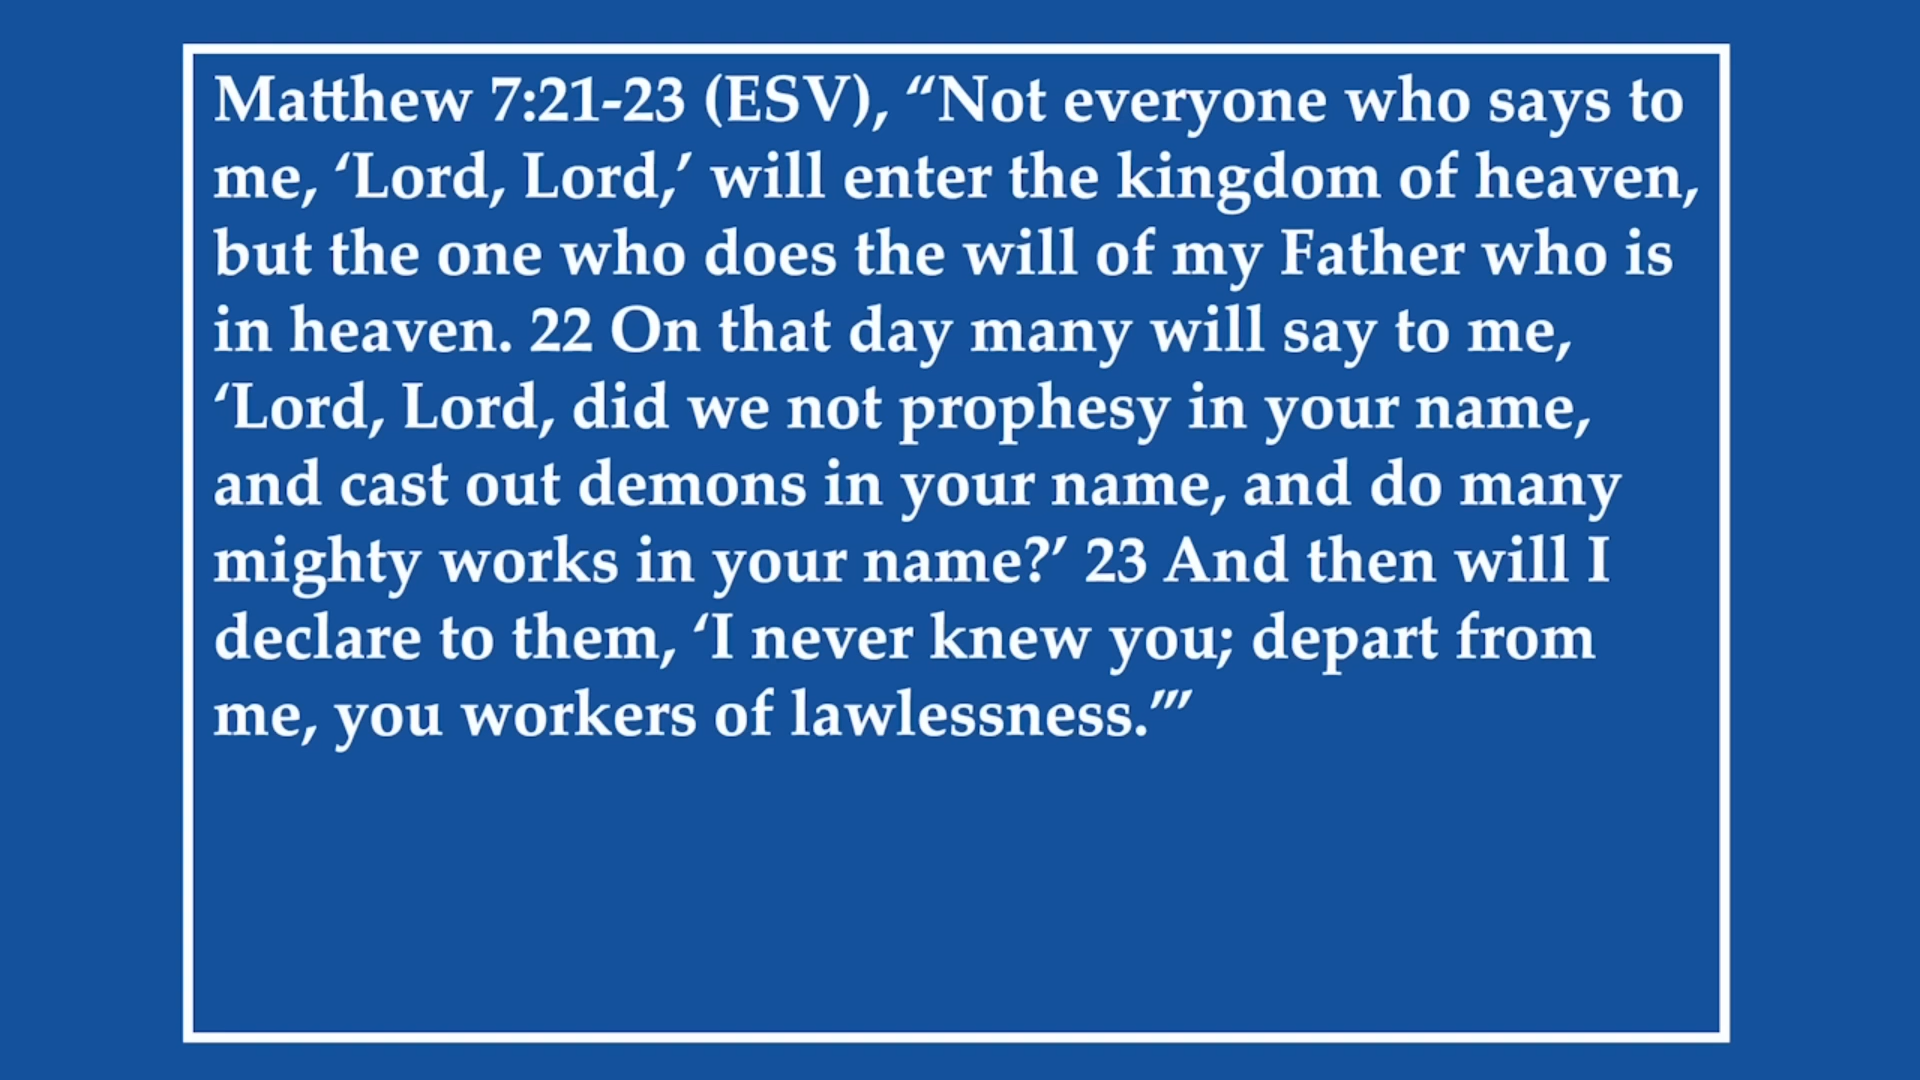 Matthew 7:21-23 (ESV), “Not everyone who says to
me, ‘Lord, Lord,’ will enter the kingdom of heaven,
but the one who does the will of my Father who is
in heaven. 22 On that day many will say to me,
‘Lord, Lord, did we not prophesy in your name,
and cast out demons in your name, and do many
mighty works in your name?’ 23 And then will I
declare to them, ‘I never knew you; depart from
me, you workers of lawlessness.’”